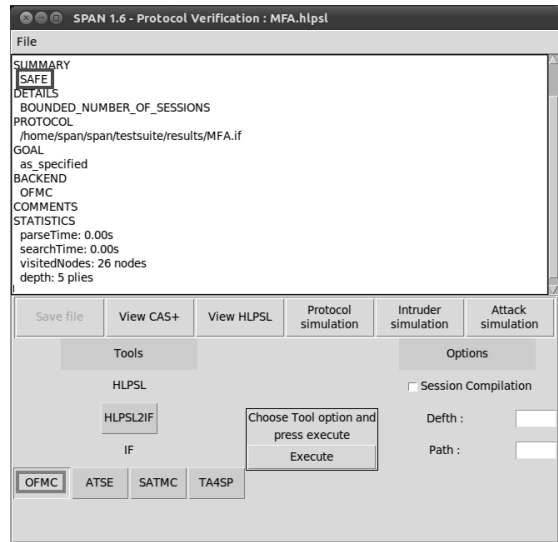 SPAN 1.6 - Protocol Verification : MFA.hlpsl
File
SUMMARY
SAFE
DETAILS
BOUNDED_NUMBER_OF_SESSIONS
PROTOCOL
/home/span/span/testsuite/results/MFA.if
GOAL
as_specified
BACKEND
OFMC
COMMENTS
STATISTICS
parseTime: 0.00s
searchTime: 0.00s
visitedNodes: 26 nodes
depth: 5 plies
Save file View CAS+ View HLPSL Protocol simulation Intruder simulation Attack simulation
Tools Options
HLPSL
Session Compilation
HLPSL2IF
Choose Tool option and
press execute
Execute
Defth :
IF
Path :
OFMC ATSE SATMC TA4SP